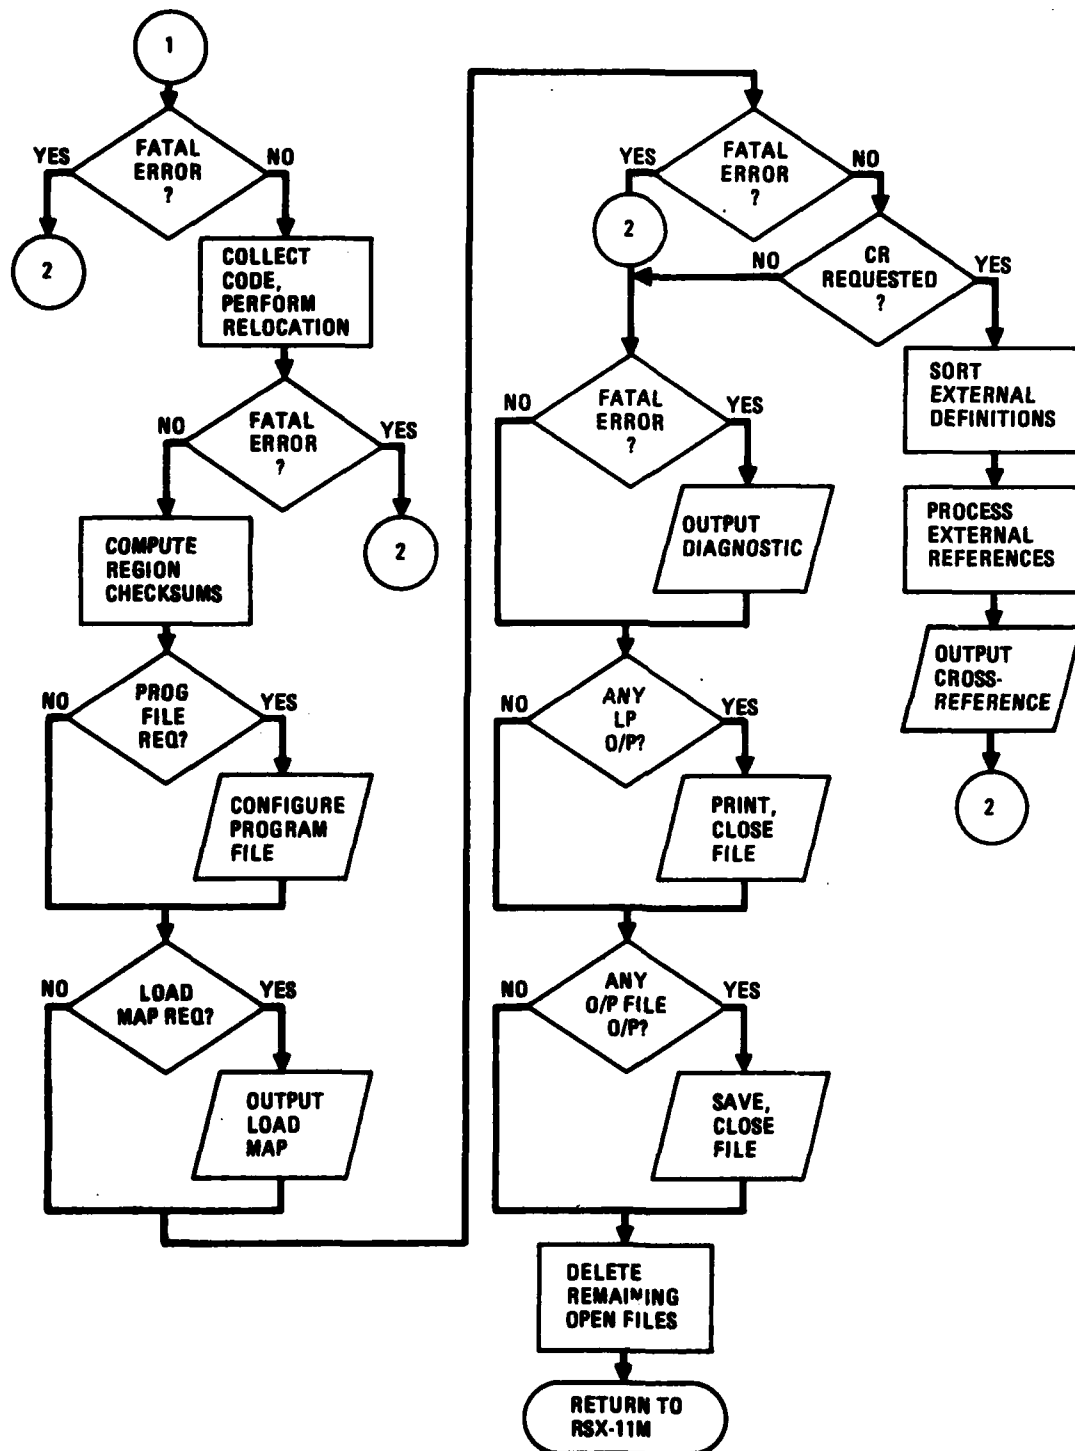 1
FATAL
ERROR
?
YES
NO
2
COLLECT
CODE,
PERFORM
RELOCATION
FATAL
ERROR
?
NO
YES
2
COMPUTE
REGION
CHECKSUMS
PROG
FILE
REQ?
NO
YES
CONFIGURE
PROGRAM
FILE
LOAD
MAP REQ?
NO
YES
OUTPUT
LOAD
MAP
FATAL
ERROR
?
YES
NO
2
CR
REQUESTED
?
NO
YES
SORT
EXTERNAL
DEFINITIONS
PROCESS
EXTERNAL
REFERENCES
OUTPUT
CROSS-
REFERENCE
2
FATAL
ERROR
?
NO
YES
OUTPUT
DIAGNOSTIC
ANY
LP
O/P?
NO
YES
PRINT,
CLOSE
FILE
ANY
O/P FILE
O/P?
NO
YES
SAVE,
CLOSE
FILE
DELETE
REMAINING
OPEN FILES
RETURN TO
RSX-11M